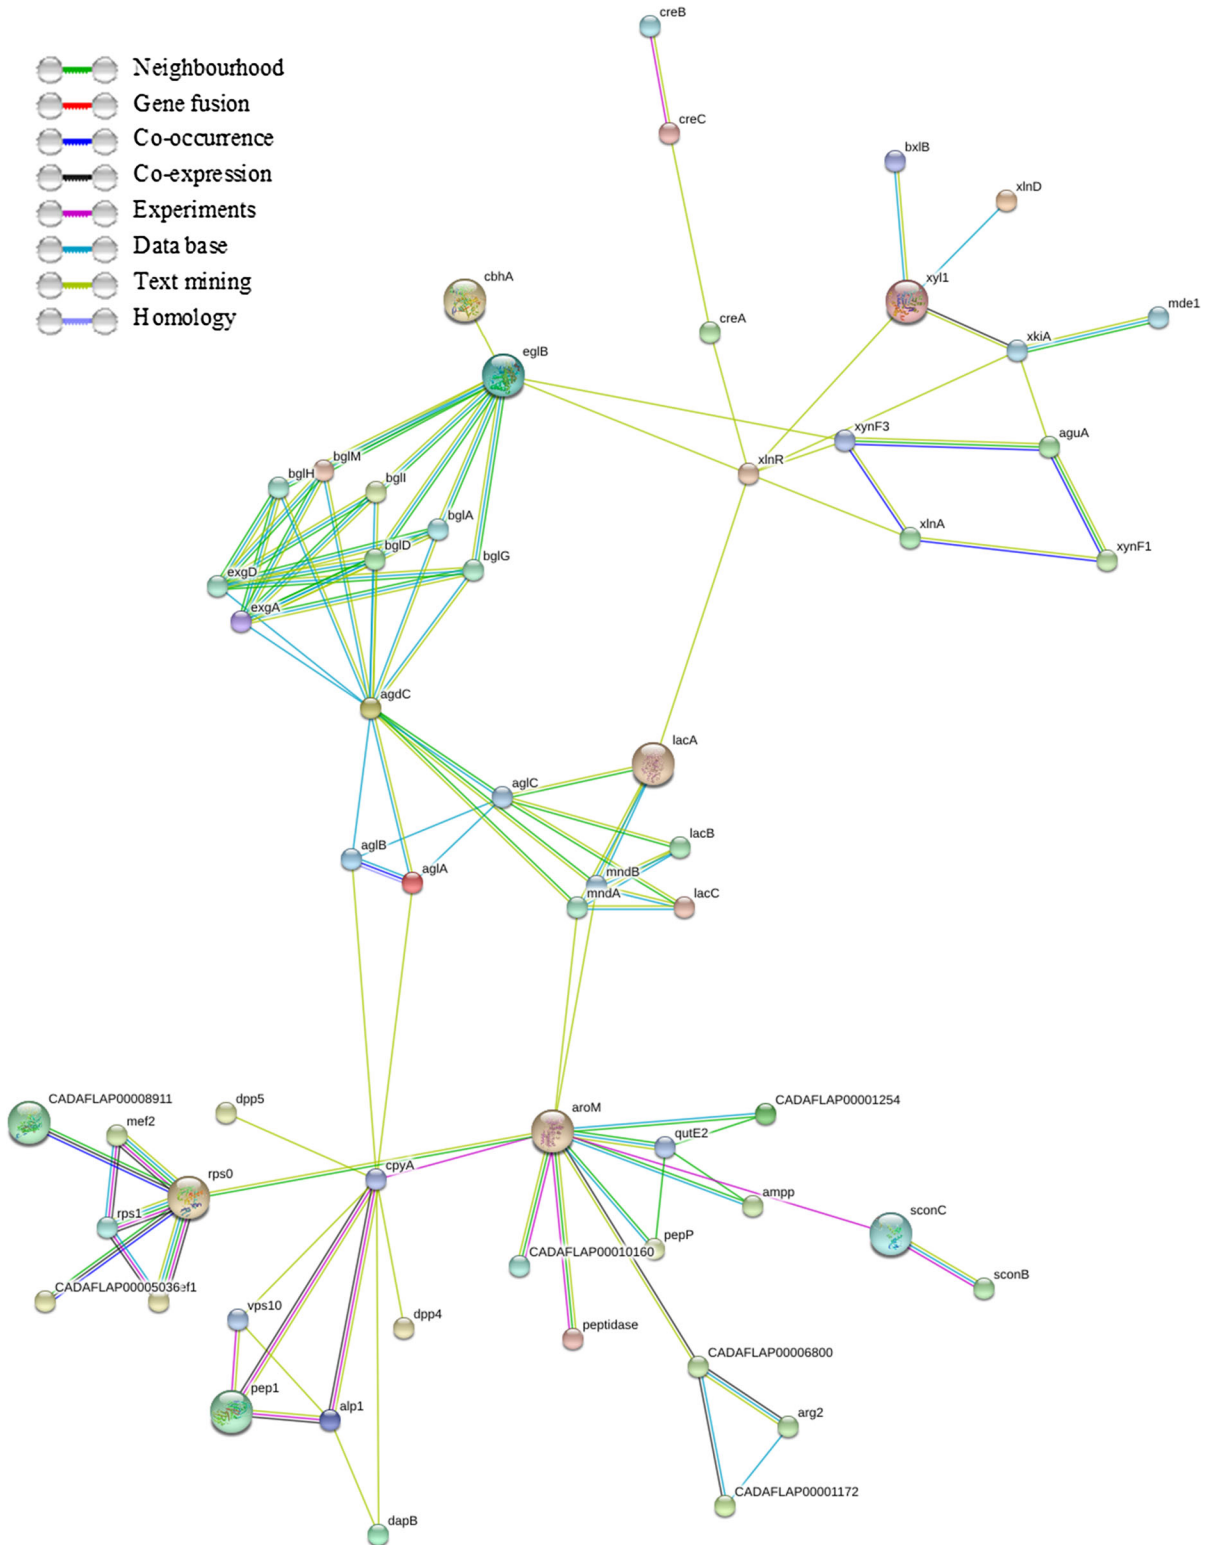 creB
Neighbourhood
Gene fusion
creC
Co-occurrence
bxlB
Co-expression
xlnD
Experiments
Data base
Text mining
cbhA
xyl1
Homology
mde1
creA
xkiA
eglB
xynF3
aguA
bglM
xlnR
bglH
bglI
bglA
xlnA
bglD
xynF1
bglG
exgD
exgA
agdC
lacA
aglC
lacB
aglB
aglA
mndB
mndA
lacC
CADAFLAP00008911
dpp5
CADAFLAP00001254
mef2
aroM
qutE2
rps0
cpyA
ampp
rps1
sconC
pepP
CADAFLAP00010160
sconB
CADAFLAP00005036
ef1
vps10
dpp4
peptidase
CADAFLAP00006800
pep1
alp1
arg2
CADAFLAP00001172
dapB